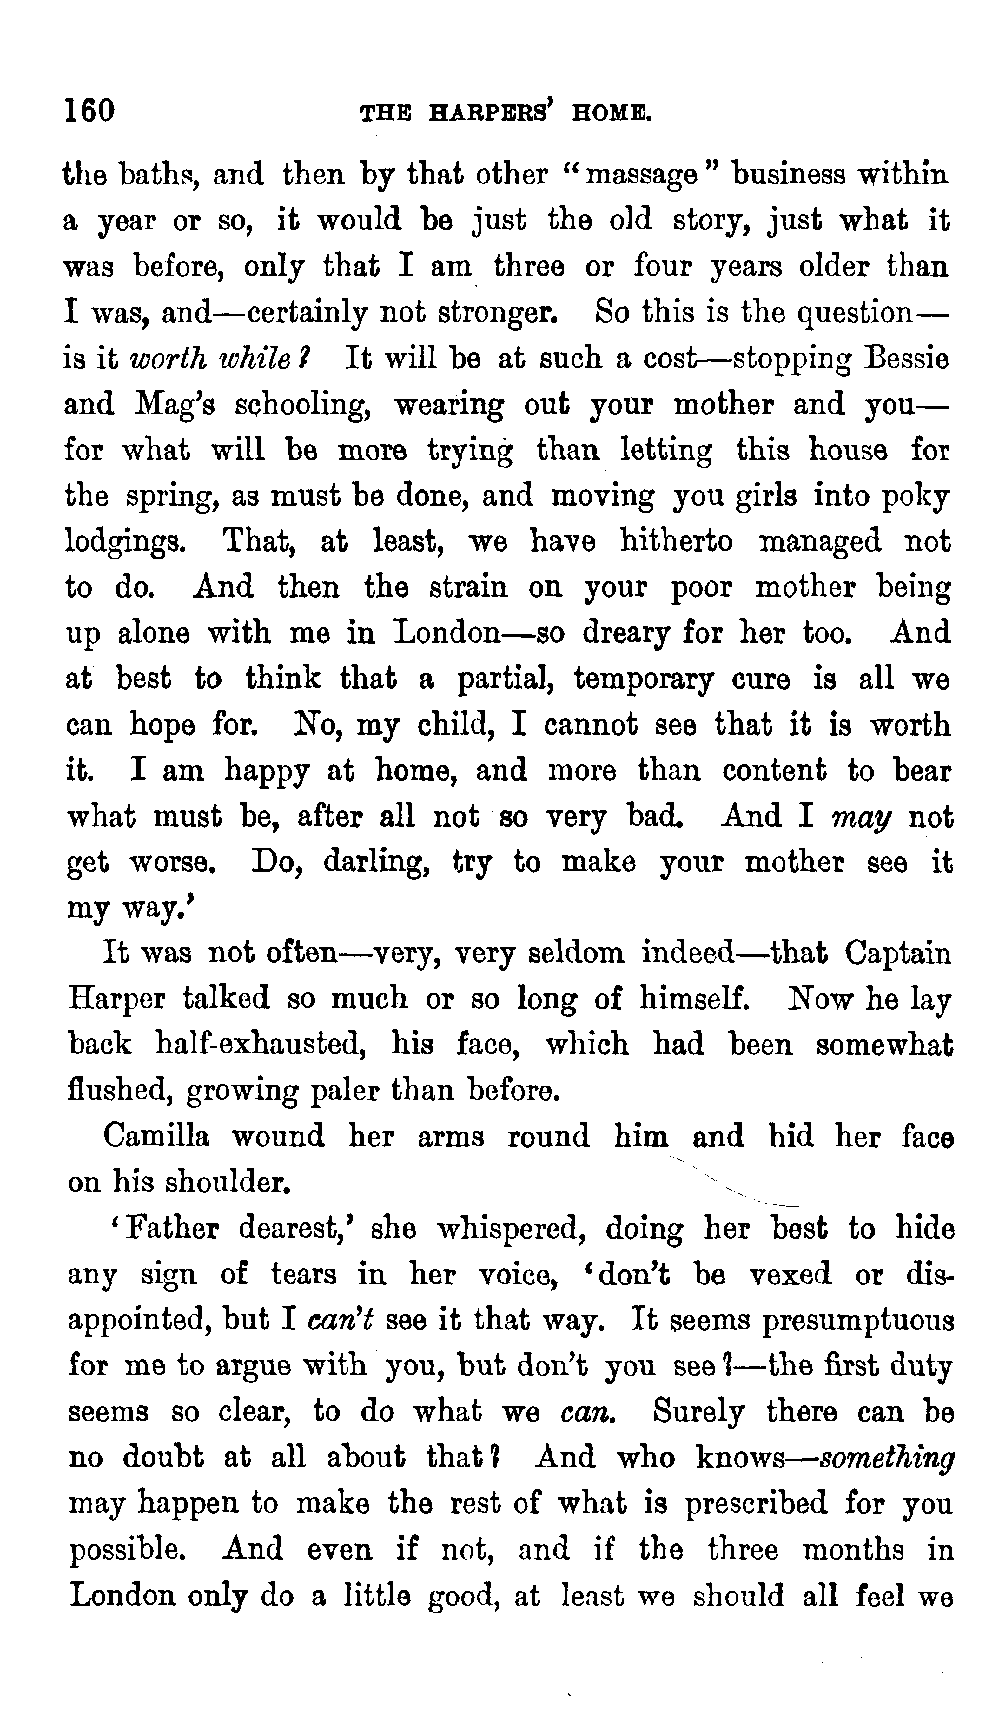 160 THE HARPERS' HOME.
the baths, and then by that other "massage" business within
a year or so, it would be just the old story, just what it
was before, only that I am three or four years older than
I was, and—certainly not stronger. So this is the question—
is it worth while? It will be at such a cost—stopping Bessie
and Mag's schooling, wearing out your mother and you—
for what will be more trying than letting this house for
the spring, as must be done, and moving you girls into poky
lodgings. That, at least, we have hitherto managed not
to do. And then the strain on your poor mother being
up alone with me in London—so dreary for her too. And
at best to think that a partial, temporary cure is all we
can hope for. No, my child, I cannot see that it is worth
it. I am happy at home, and more than content to bear
what must be, after all not so very bad. And I may not
get worse. Do, darling, try to make your mother see it
my way.'
It was not often—very, very seldom indeed—that Captain
Harper talked so much or so long of himself. Now he lay
back half-exhausted, his face, which had been somewhat
flushed, growing paler than before.
Camilla wound her arms round him and hid her face
on his shoulder.
'Father dearest,' she whispered, doing her best to hide
any sign of tears in her voice, 'don't be vexed or dis-
appointed, but I can't see it that way. It seems presumptuous
for me to argue with you, but don't you see?—the first duty
seems so clear, to do what we can. Surely there can be
no doubt at all about that? And who knows—something
may happen to make the rest of what is prescribed for you
possible. And even if not, and if the three months in
London only do a little good, at least we should all feel we